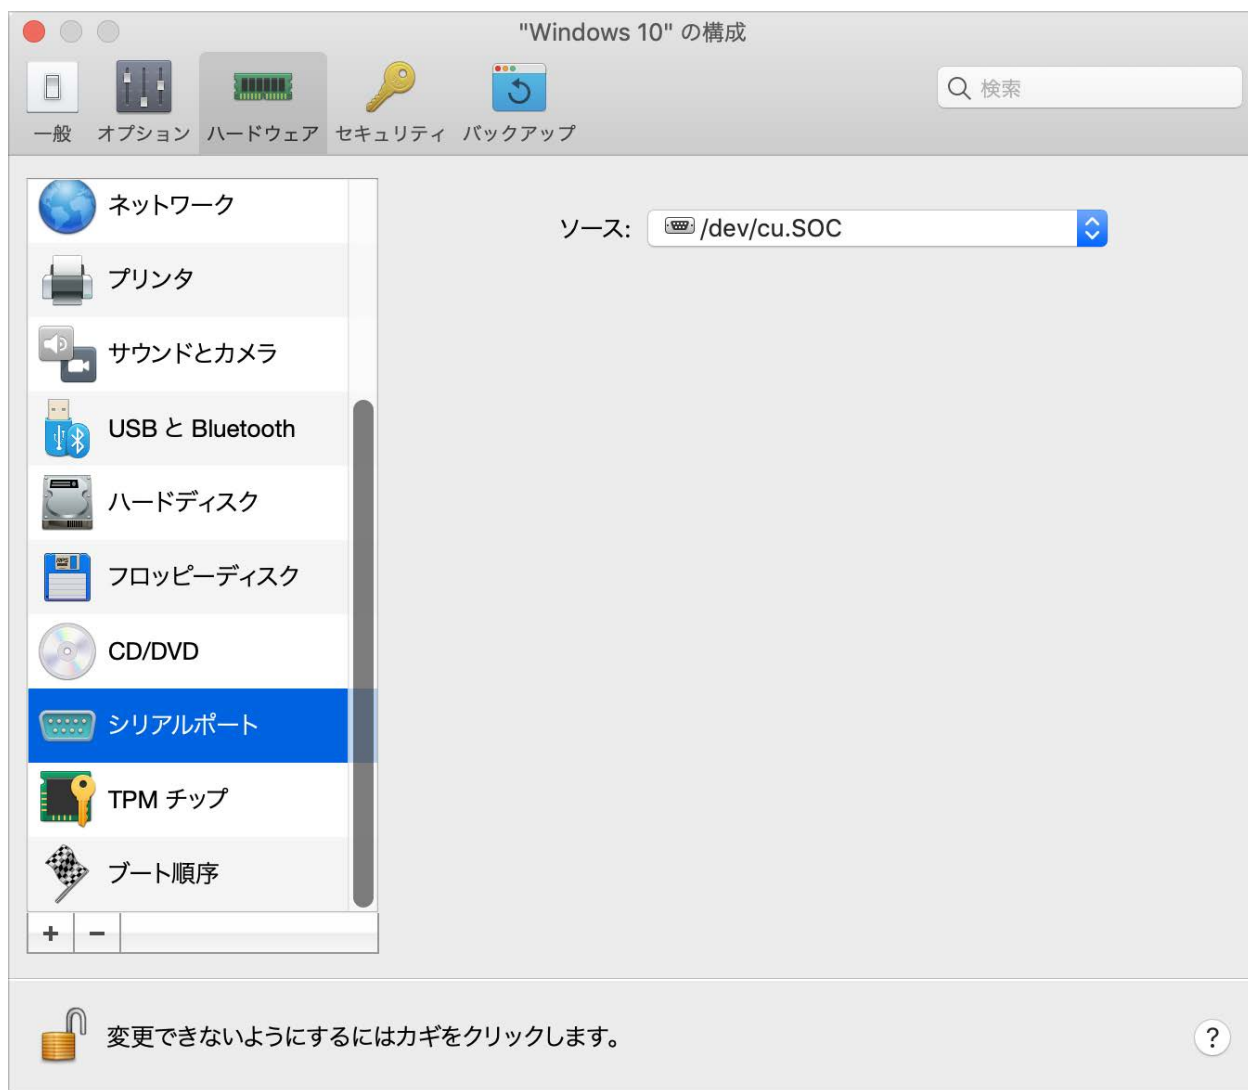 "Windows 10" の構成
一般 オプション ハードウェア セキュリティ バックアップ
検索
ネットワーク
プリンタ
サウンドとカメラ
USB と Bluetooth
ハードディスク
フロッピーディスク
CD/DVD
シリアルポート
TPM チップ
ブート順序
+ −
ソース: /dev/cu.SOC
変更できないようにするにはカギをクリックします。
?